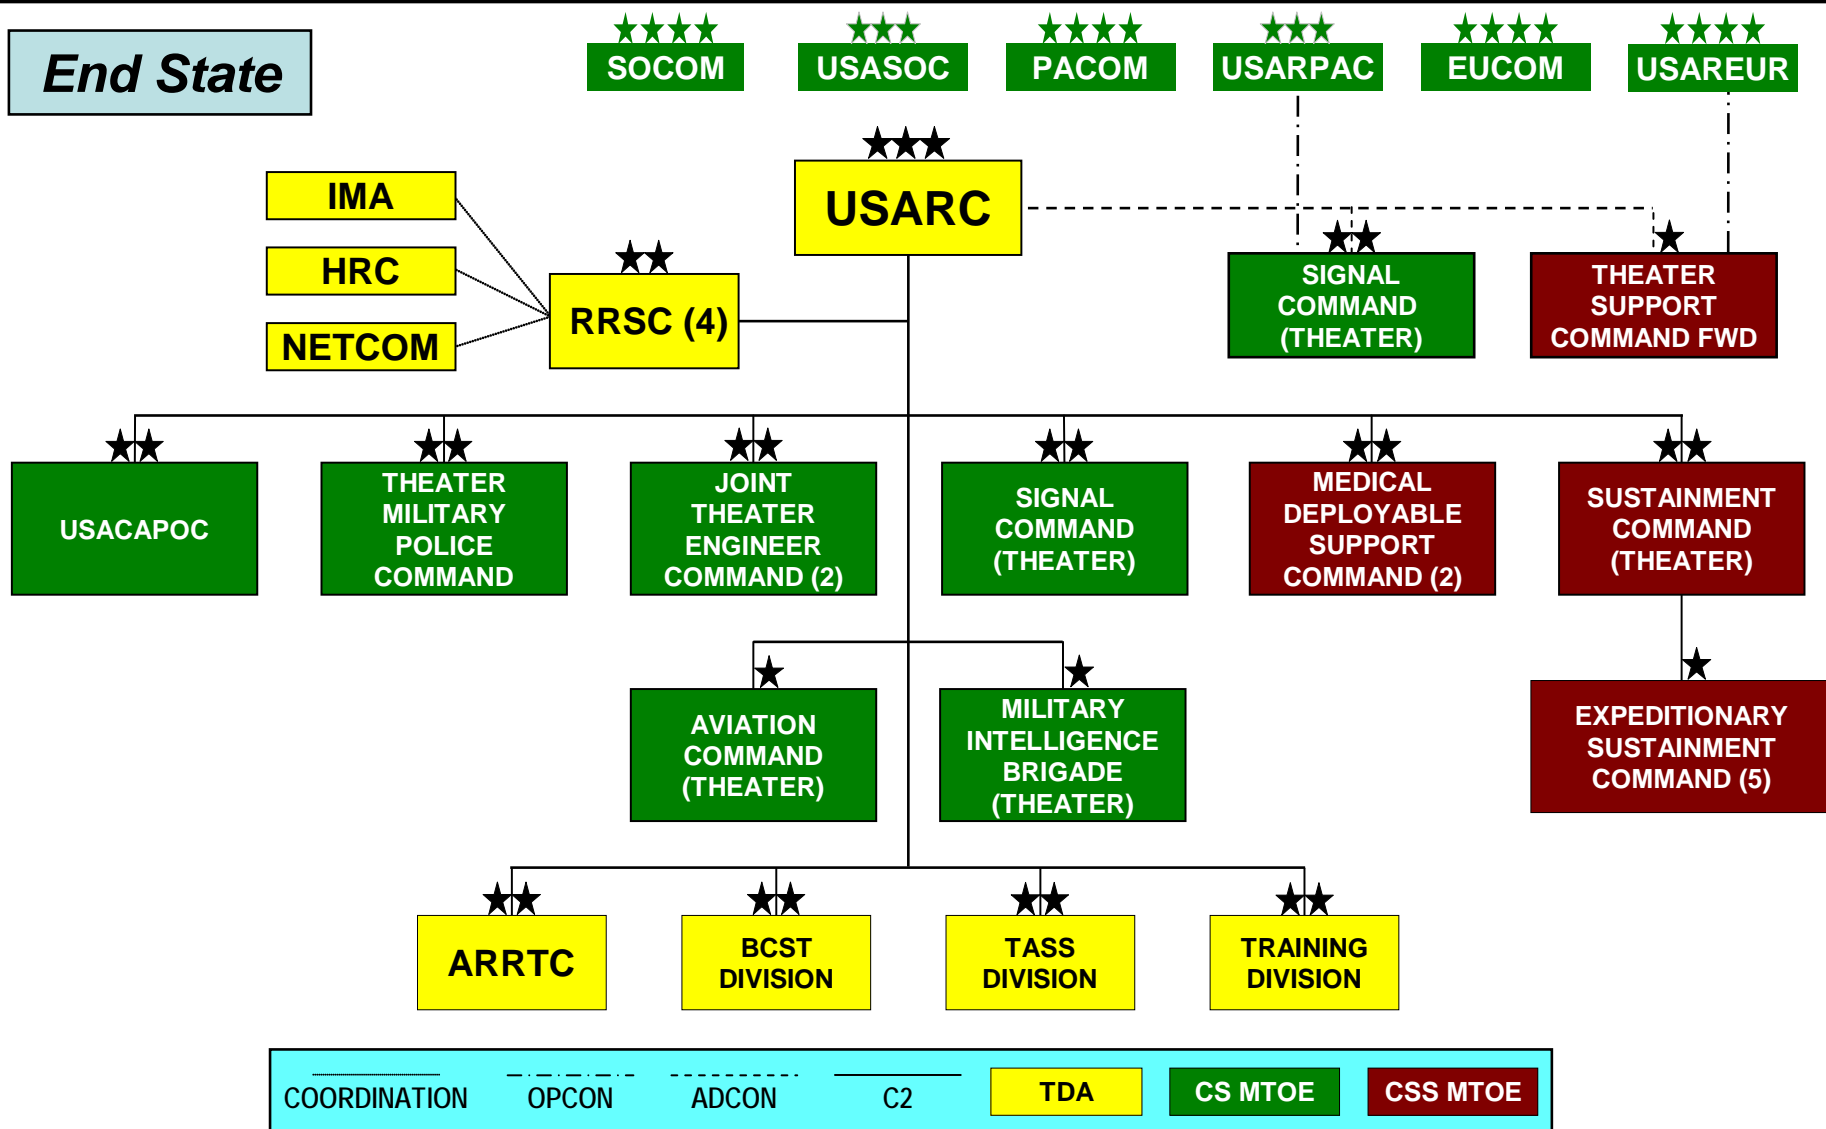 End State
SOCOM
USASOC
PACOM
USARPAC
EUCOM
USAREUR
USARC
IMA
HRC
NETCOM
RRSC (4)
SIGNAL
COMMAND
(THEATER)
THEATER
SUPPORT
COMMAND FWD
USACAPOC
THEATER
MILITARY
POLICE
COMMAND
JOINT
THEATER
ENGINEER
COMMAND (2)
SIGNAL
COMMAND
(THEATER)
MEDICAL
DEPLOYABLE
SUPPORT
COMMAND (2)
SUSTAINMENT
COMMAND
(THEATER)
AVIATION
COMMAND
(THEATER)
MILITARY
INTELLIGENCE
BRIGADE
(THEATER)
EXPEDITIONARY
SUSTAINMENT
COMMAND (5)
ARRTC
BCST
DIVISION
TASS
DIVISION
TRAINING
DIVISION
COORDINATION
OPCON
ADCON
C2
TDA
CS MTOE
CSS MTOE